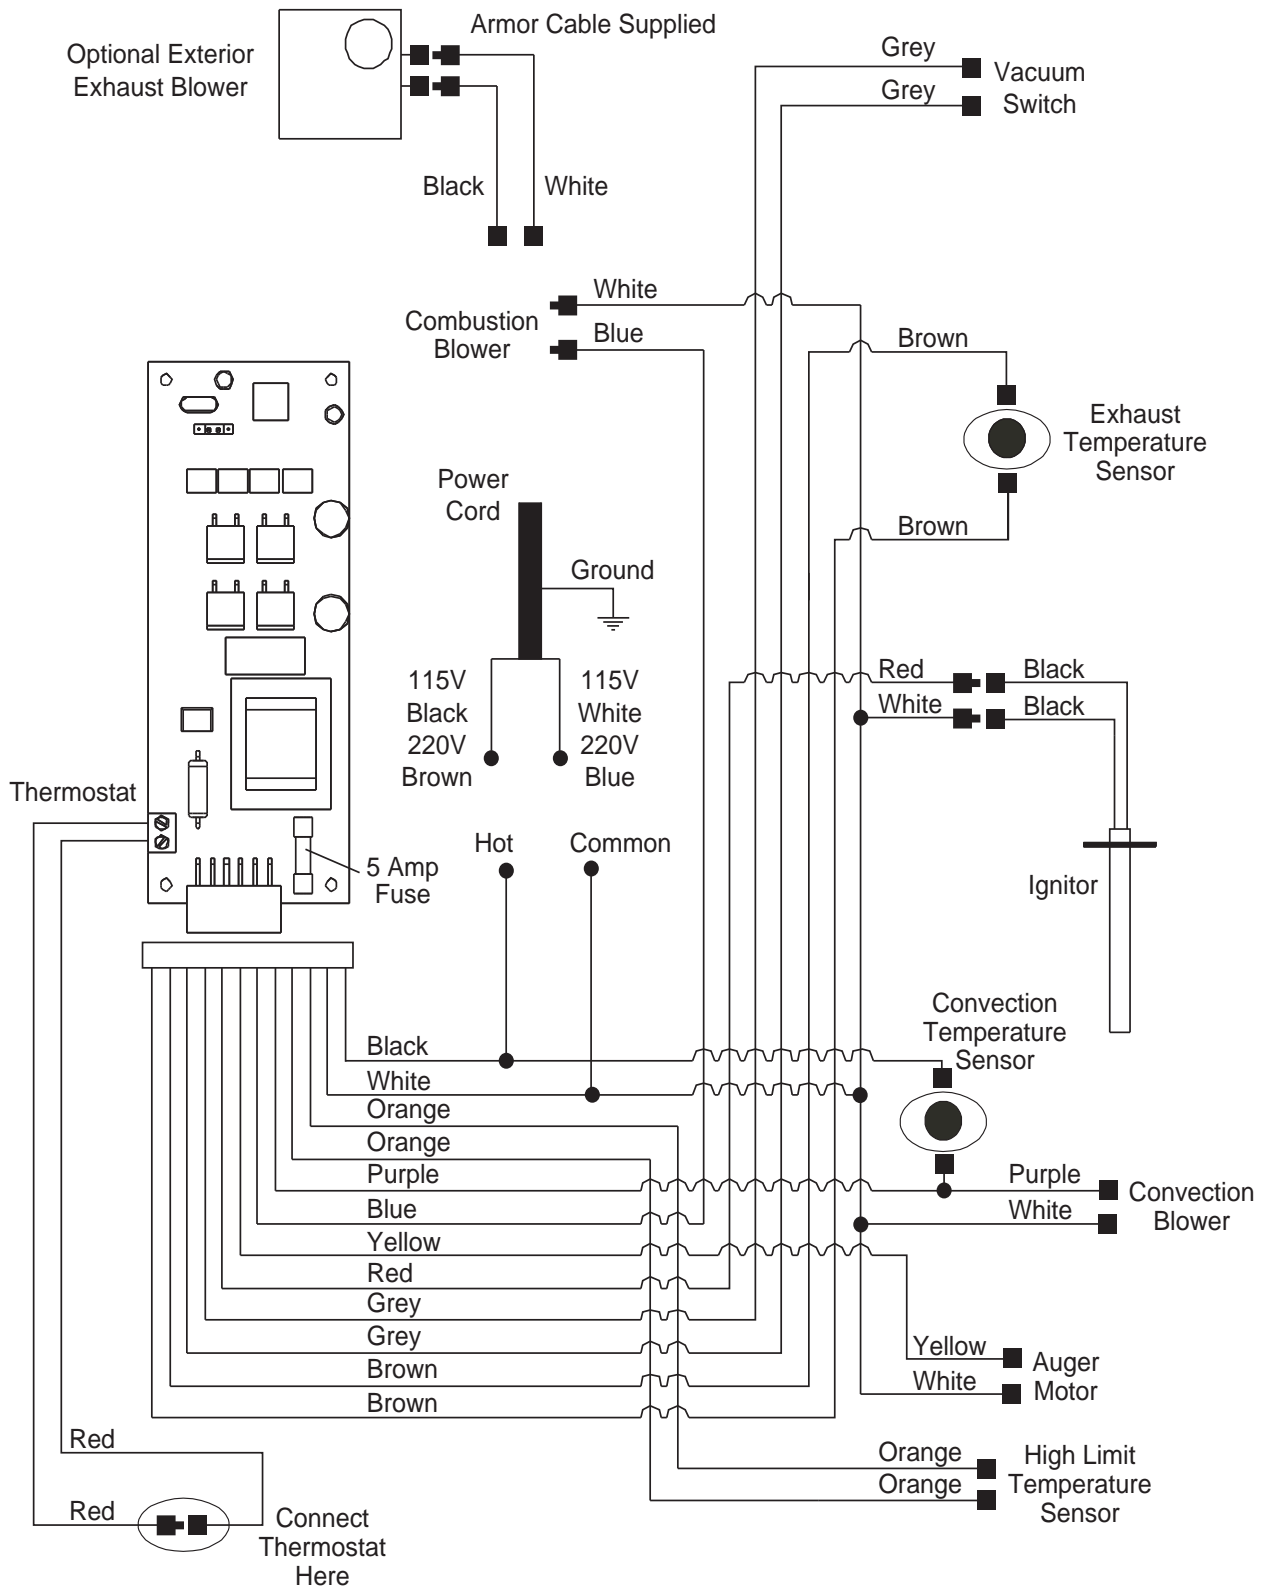 Armor Cable Supplied
Optional Exterior
Exhaust Blower
Black
White
Grey
Grey
Vacuum
Switch
White
Combustion
Blower
Blue
Brown
Exhaust
Temperature
Sensor
Brown
Power
Cord
Ground
115V
Black
220V
Brown
115V
White
220V
Blue
Red
White
Black
Black
Ignitor
Thermostat
5 Amp
Fuse
Hot
Common
Convection
Temperature
Sensor
Black
White
Orange
Orange
Purple
Blue
Yellow
Red
Grey
Grey
Brown
Brown
Purple
White
Convection
Blower
Yellow
White
Auger
Motor
Orange
Orange
High Limit
Temperature
Sensor
Red
Red
Connect
Thermostat
Here